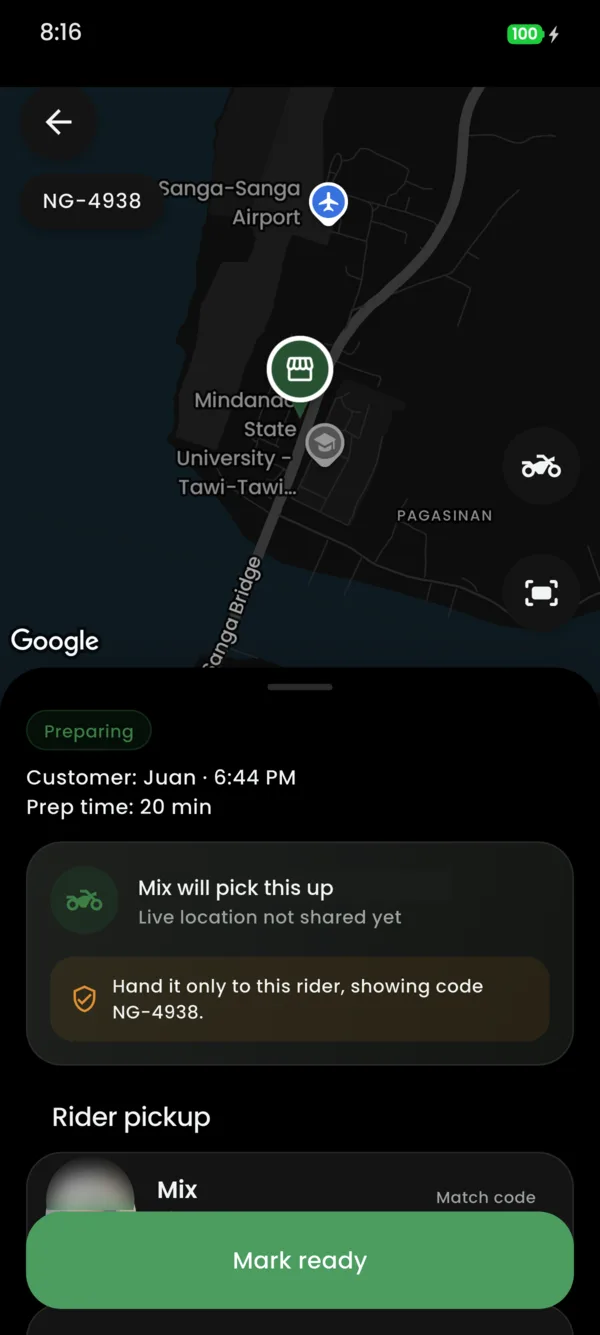 8:16
100
NG-4938
Sanga-Sanga
Airport
State
University -
Tawi-Tawi...
PAGASINAN
Bridge
Google
Preparing
Customer: Juan · 6:44 PM
Prep time: 20 min
Mix will pick this up
Live location not shared yet
Hand it only to this rider, showing code
NG-4938.
Rider pickup
Mix
Match code
Mark ready